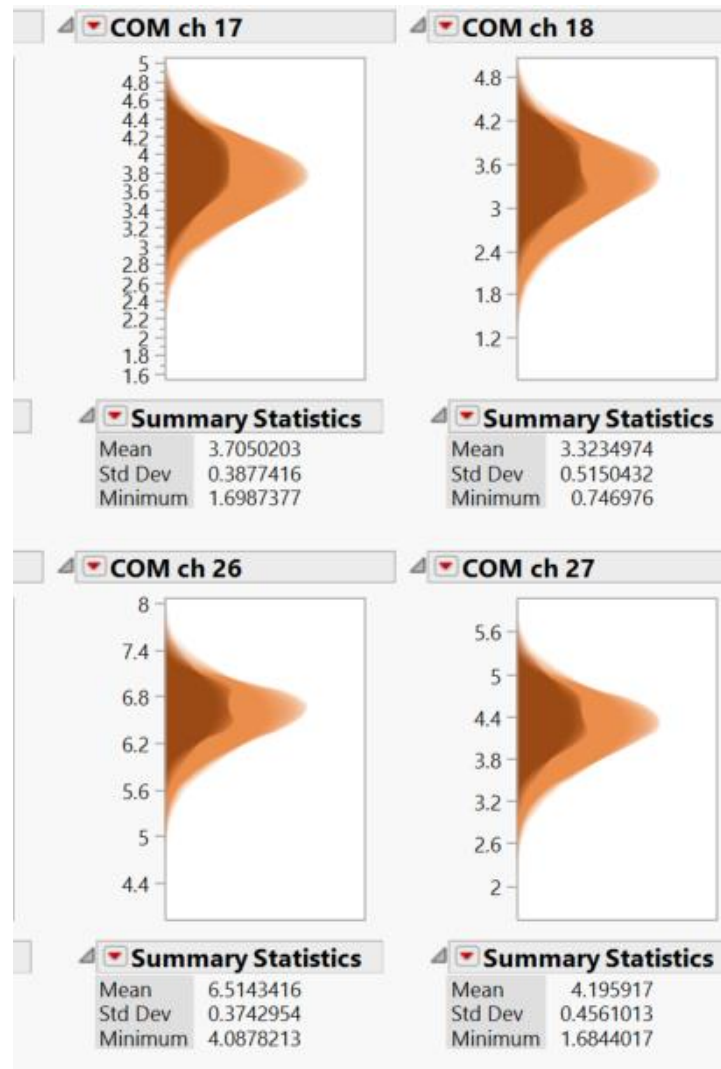 COM ch 17
5
4.8
4.6
4.4
4.2
4
3.8
3.6
3.4
3.2
3
2.8
2.6
2.4
2.2
2
1.8
1.6
Summary Statistics
Mean 3.7050203
Std Dev 0.3877416
Minimum 1.6987377
COM ch 18
4.8
4.2
3.6
3
2.4
1.8
1.2
Summary Statistics
Mean 3.3234974
Std Dev 0.5150432
Minimum 0.746976
COM ch 26
8
7.4
6.8
6.2
5.6
5
4.4
Summary Statistics
Mean 6.5143416
Std Dev 0.3742954
Minimum 4.0878213
COM ch 27
5.6
5
4.4
3.8
3.2
2.6
2
Summary Statistics
Mean 4.195917
Std Dev 0.4561013
Minimum 1.6844017